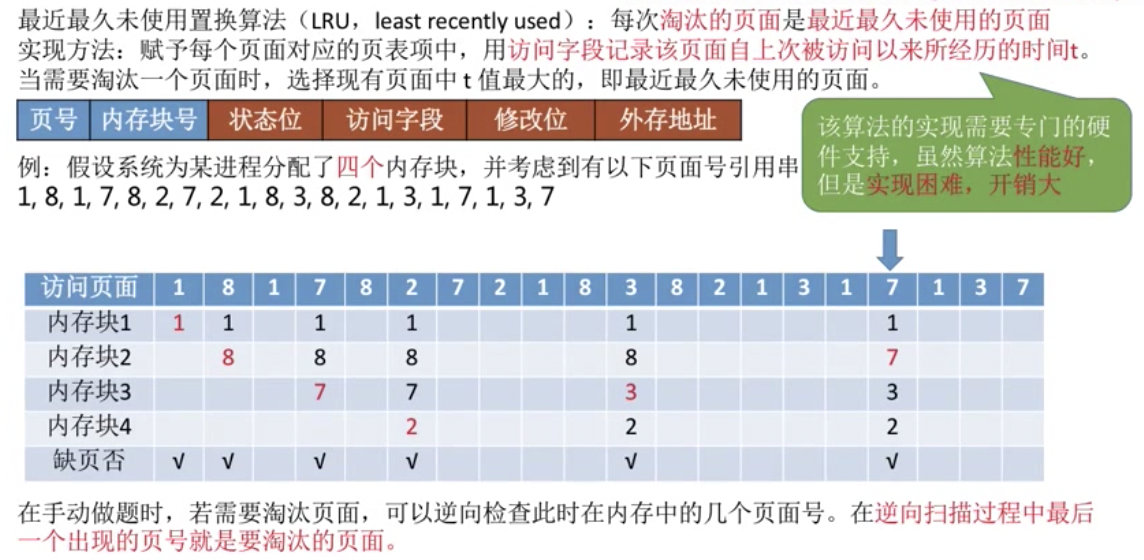 最近最久未使用置换算法（LRU，least recently used）：每次淘汰的页面是最近最久未使用的页面
实现方法：赋予每个页面对应的页表项中，用访问字段记录该页面自上次被访问以来所经历的时间t。
当需要淘汰一个页面时，选择现有页面中 t 值最大的，即最近最久未使用的页面。
页号 内存块号 状态位 访问字段 修改位 外存地址
该算法的实现需要专门的硬
件支持，虽然算法性能好，
但是实现困难，开销大
例：假设系统为某进程分配了四个内存块，并考虑到有以下页面号引用串
1, 8, 1, 7, 8, 2, 7, 2, 1, 8, 3, 8, 2, 1, 3, 1, 7, 1, 3, 7
访问页面 1 8 1 7 8 2 7 2 1 8 3 8 2 1 3 1 7 1 3 7
内存块1 1 1 1 1 1 1
内存块2 8 8 8 8 7
内存块3 7 7 3 3
内存块4 2 2 2
缺页否 √ √ √ √ √ √
在手动做题时，若需要淘汰页面，可以逆向检查此时在内存中的几个页面号。在逆向扫描过程中最后
一个出现的页号就是要淘汰的页面。